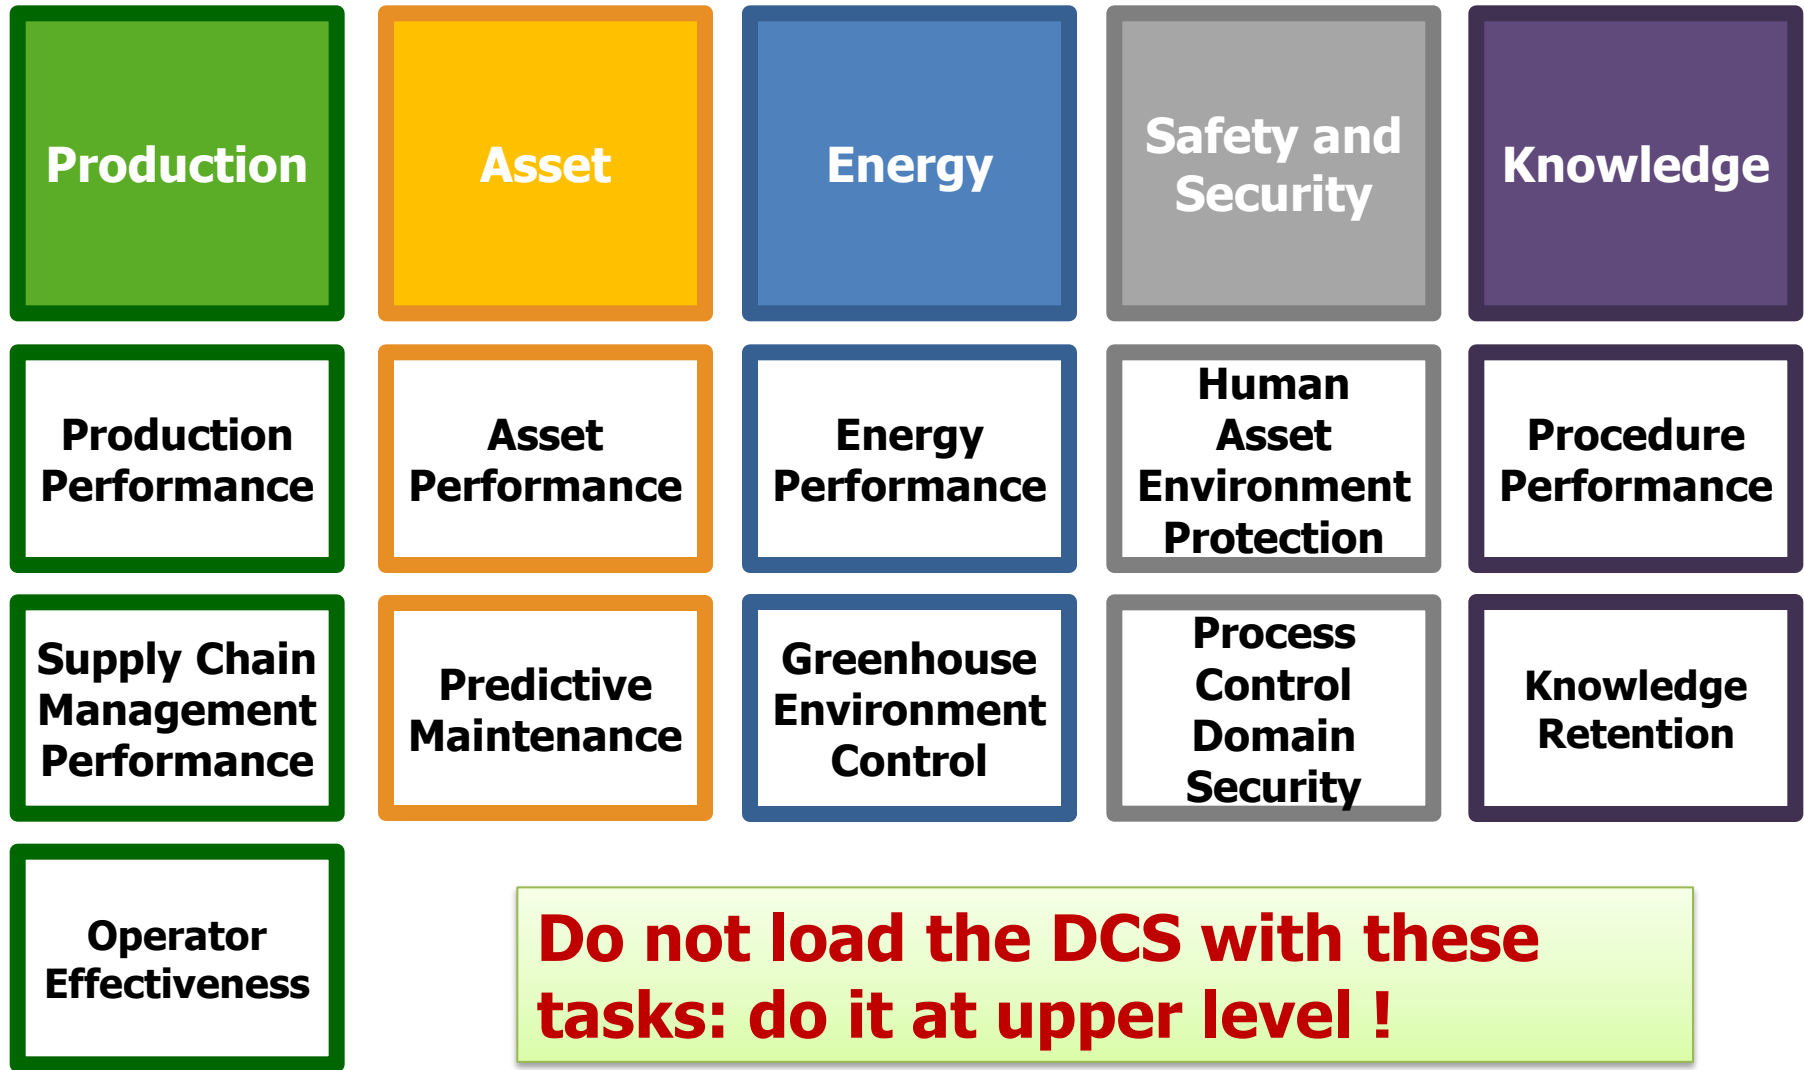 Production
Asset
Energy
Safety and
Security
Knowledge
Production
Performance
Asset
Performance
Energy
Performance
Human
Asset
Environment
Protection
Procedure
Performance
Supply Chain
Management
Performance
Predictive
Maintenance
Greenhouse
Environment
Control
Process
Control
Domain
Security
Knowledge
Retention
Operator
Effectiveness
Do not load the DCS with these
tasks: do it at upper level !